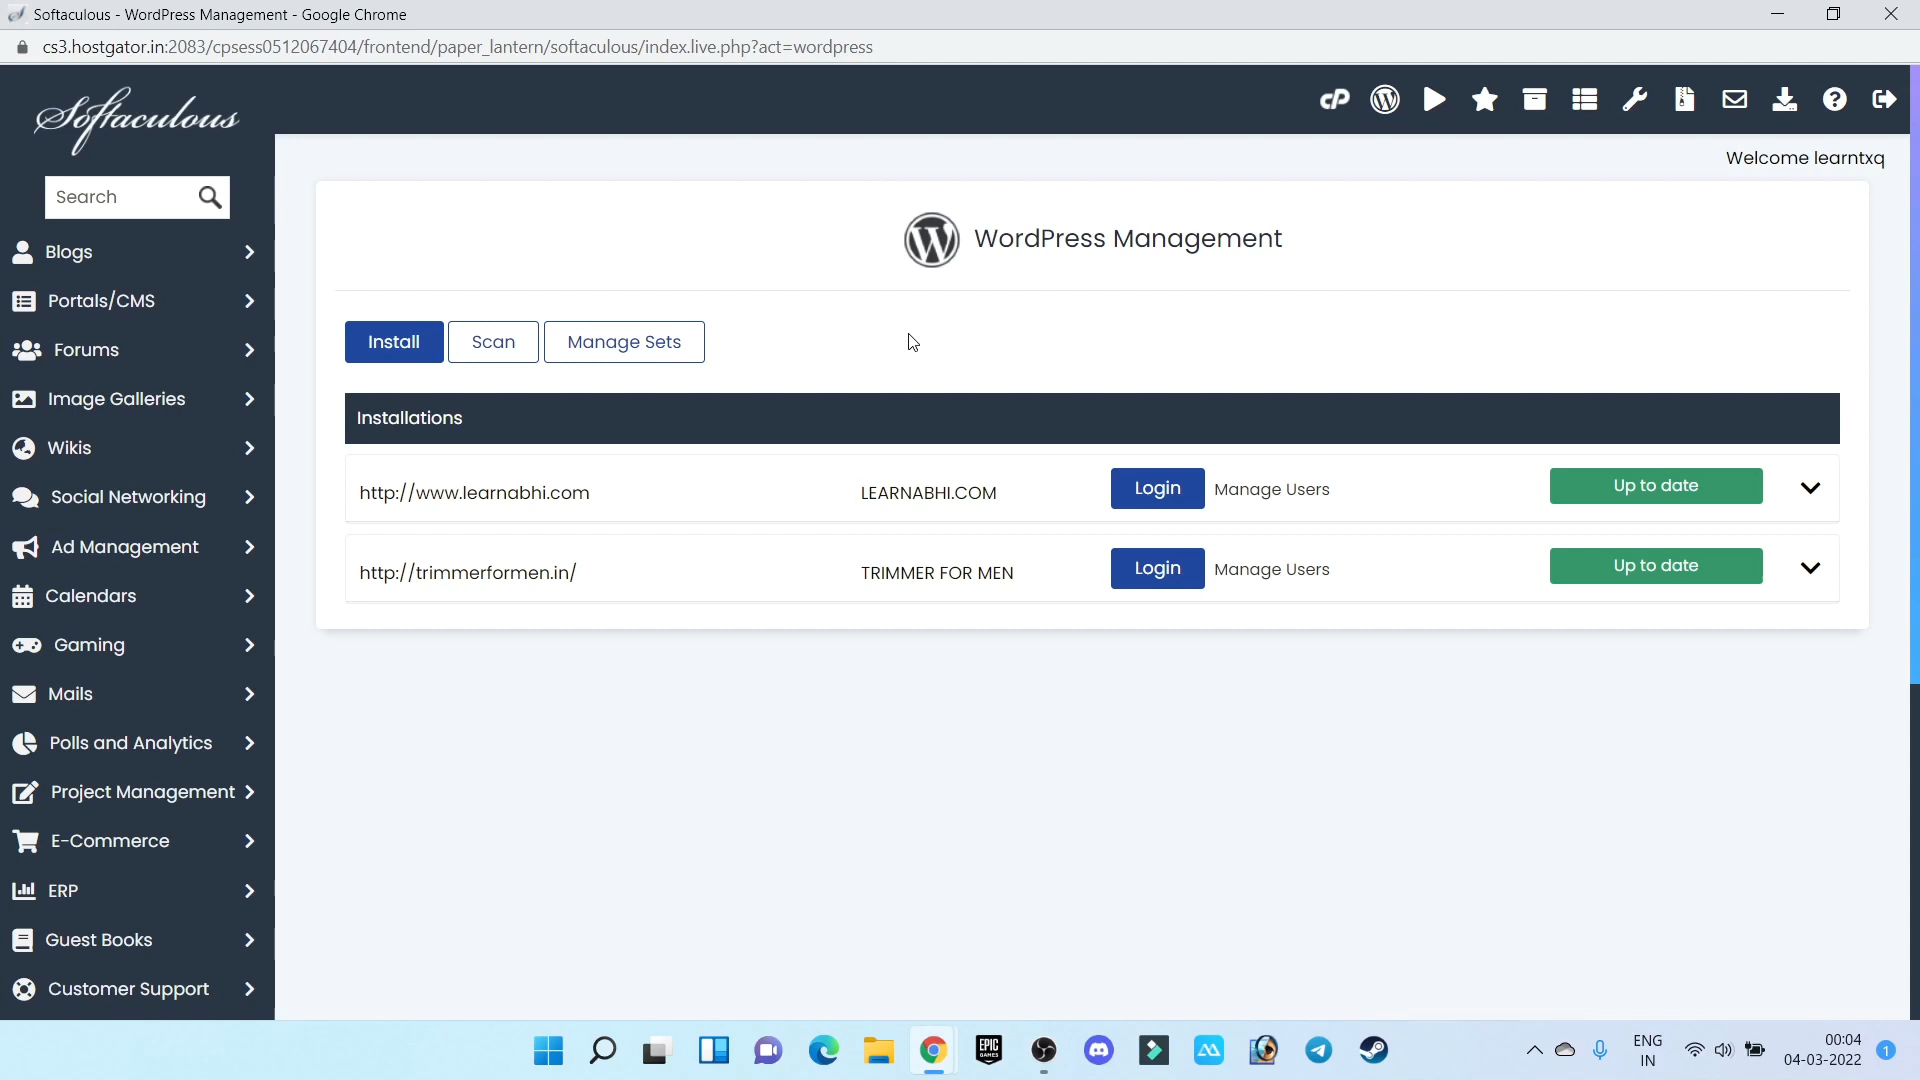 Softaculous - WordPress Management - Google Chrome
cs3.hostgator.in:2083/cpsess0512067404/frontend/paper_lantern/softaculous/index.live.php?act=wordpress
Softaculous
cP
Welcome learntxq
Search
Blogs
Portals/CMS
Forums
Image Galleries
Wikis
Social Networking
Ad Management
Calendars
Gaming
Mails
Polls and Analytics
Project Management
E-Commerce
ERP
Guest Books
Customer Support
WordPress Management
Install Scan Manage Sets
Installations
http://www.learnabhi.com LEARNABHI.COM Login Manage Users Up to date
http://trimmerformen.in/ TRIMMER FOR MEN Login Manage Users Up to date
EPIC GAMES
ENG
IN
00:04
04-03-2022
1